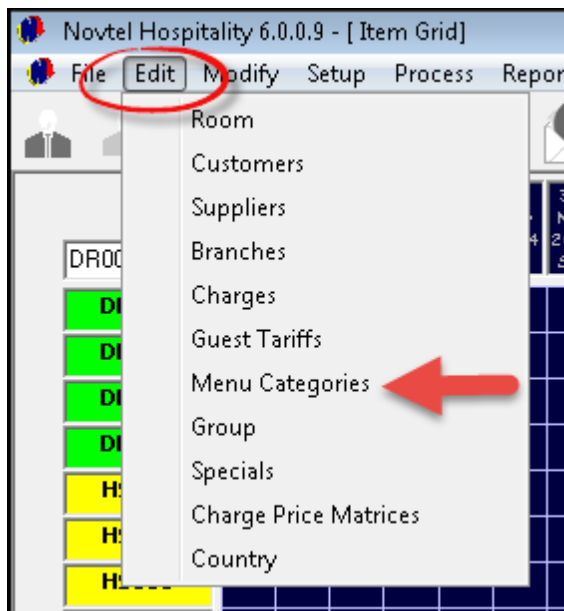 Novtel Hospitality 6.0.0.9 - [ Item Grid]
File Edit Modify Setup Process Repor
Room
Customers
Suppliers
Branches
Charges
Guest Tariffs
Menu Categories
Group
Specials
Charge Price Matrices
Country